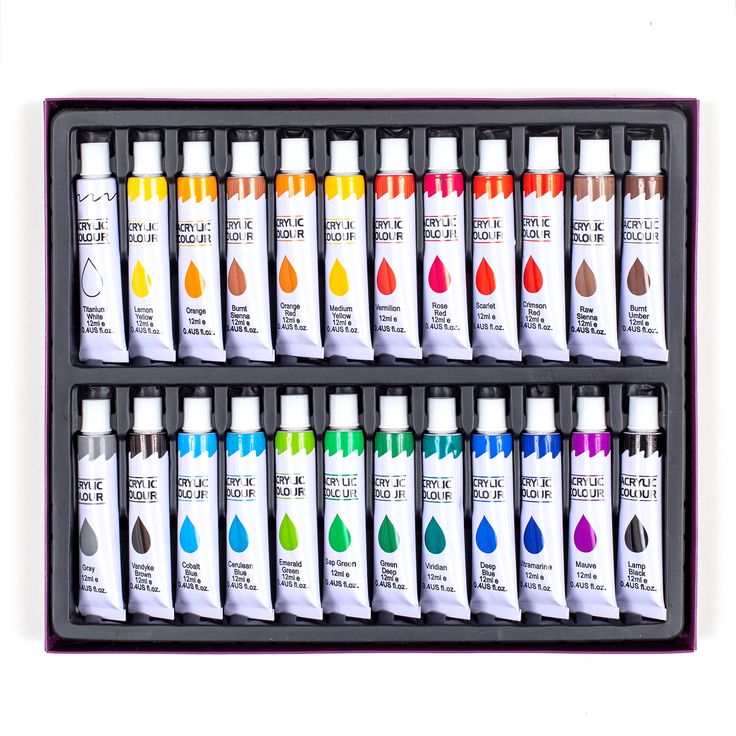 ACRYLIC
COLOUR
Titanium
White
12ml e
0.4US fl.oz.
ACRYLIC
COLOUR
Lemon
Yellow
12ml e
0.4US fl.oz.
ACRYLIC
COLOUR
Orange
12ml e
0.4US fl.oz.
ACRYLIC
COLOUR
Burnt
Sienna
12ml e
0.4US fl.oz.
ACRYLIC
COLOUR
Orange
Red
12ml e
0.4US fl.oz.
ACRYLIC
COLOUR
Medium
Yellow
12ml e
0.4US fl.oz.
ACRYLIC
COLOUR
Vermilion
12ml e
0.4US fl.oz.
ACRYLIC
COLOUR
Rose
Red
12ml e
0.4US fl.oz.
ACRYLIC
COLOUR
Scarlet
12ml e
0.4US fl.oz.
ACRYLIC
COLOUR
Crimson
Red
12ml e
0.4US fl.oz.
ACRYLIC
COLOUR
Raw
Sienna
12ml e
0.4US fl.oz.
ACRYLIC
COLOUR
Burnt
Umber
12ml e
0.4US fl.oz.
ACRYLIC
COLOUR
Gray
12ml e
0.4US fl.oz.
ACRYLIC
COLOUR
Vandyke
Brown
12ml e
0.4US fl.oz.
ACRYLIC
COLOUR
Cobalt
Blue
12ml e
0.4US fl.oz.
ACRYLIC
COLOUR
Cerulean
Blue
12ml e
0.4US fl.oz.
ACRYLIC
COLOUR
Emerald
Green
12ml e
0.4US fl.oz.
ACRYLIC
COLOUR
Sap Green
12ml e
0.4US fl.oz.
ACRYLIC
COLOUR
Green
Deep
12ml e
0.4US fl.oz.
ACRYLIC
COLOUR
Viridian
12ml e
0.4US fl.oz.
ACRYLIC
COLOUR
Deep
Blue
12ml e
0.4US fl.oz.
ACRYLIC
COLOUR
Ultramarine
12ml e
0.4US fl.oz.
ACRYLIC
COLOUR
Mauve
12ml e
0.4US fl.oz.
ACRYLIC
COLOUR
Lamp
Black
12ml e
0.4US fl.oz.